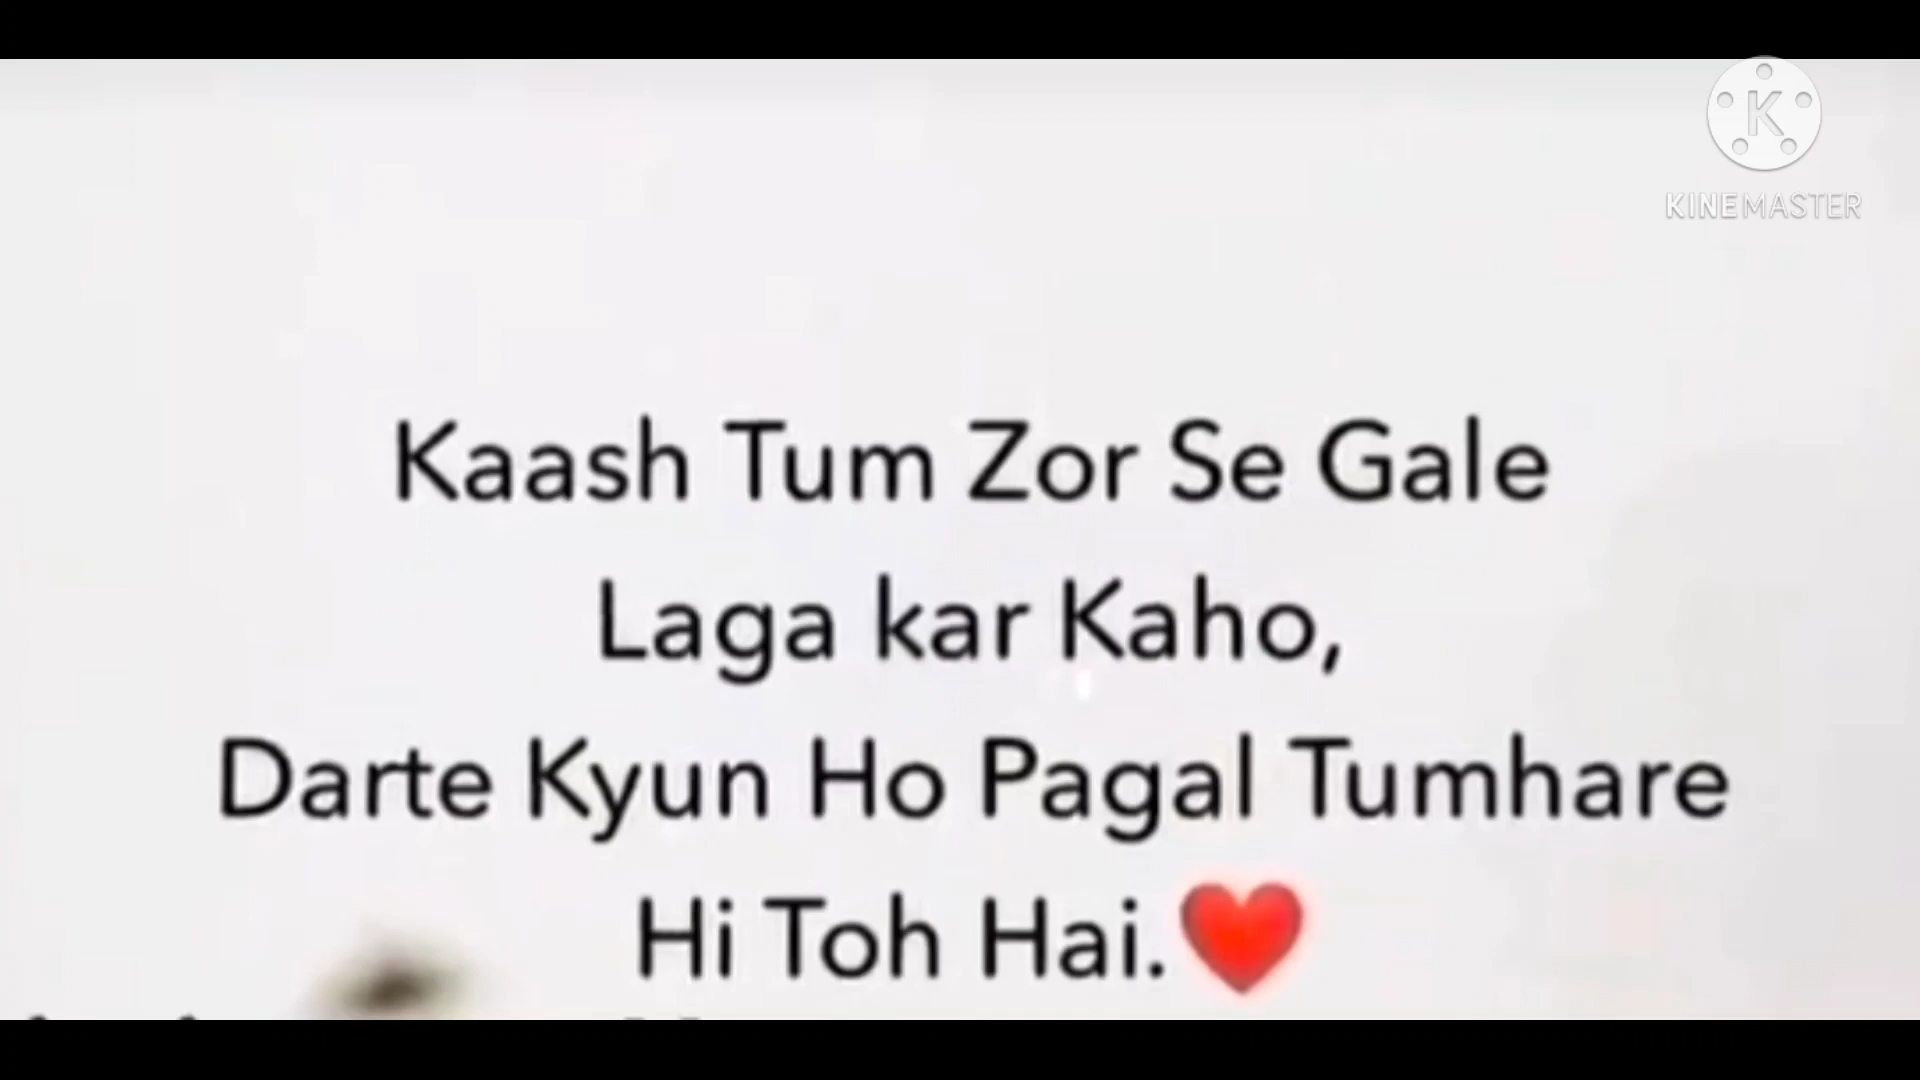 K
KINEMASTER
Kaash Tum Zor Se Gale
Laga kar Kaho,
Darte Kyun Ho Pagal Tumhare
Hi Toh Hai.❤️